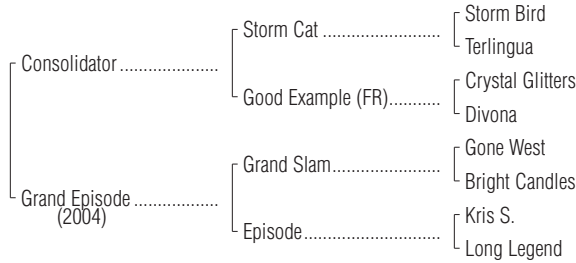 Storm Bird
Storm Cat ........................
Terlingua
Consolidator ....................
Crystal Glitters
Good Example (FR)...........
Divona
Gone West
Grand Slam......................
Bright Candles
Grand Episode .................
(2004)
Kris S.
Episode............................
Long Legend